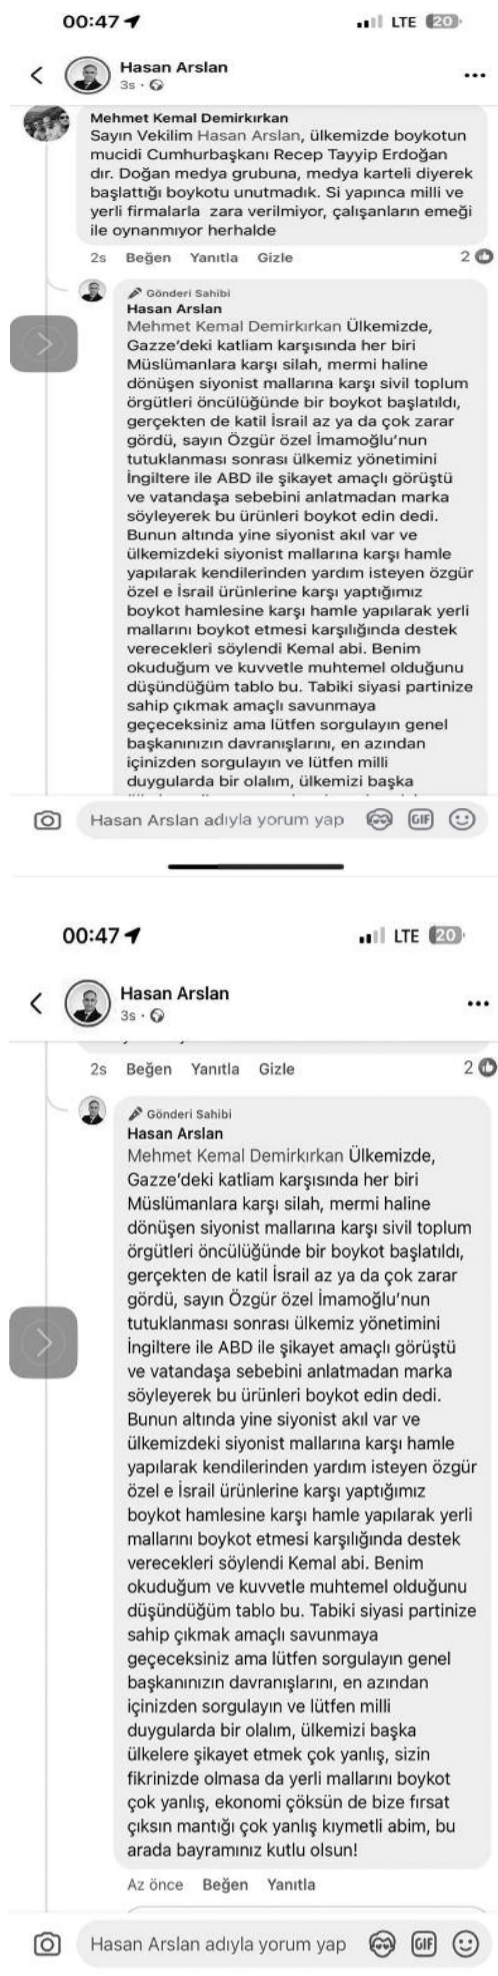 00:47
LTE 20
Hasan Arslan
3s
Mehmet Kemal Demirkırkan
Sayın Vekilim Hasan Arslan, ülkemizde boykotun
mucidi Cumhurbaşkanı Recep Tayyip Erdoğan
dır. Doğan medya grubuna, medya karteli diyerek
başlattığı boykotu unutmadık. Si yapınca milli ve
yerli firmalarla zara verilmiyor, çalışanların emeği
ile oynanmıyor herhalde
2s Beğen Yanıtla Gizle 2
Gönderi Sahibi
Hasan Arslan
Mehmet Kemal Demirkırkan Ülkemizde,
Gazze'deki katliam karşısında her biri
Müslümanlara karşı silah, mermi haline
dönüşen siyonist mallarına karşı sivil toplum
örgütleri öncülüğünde bir boykot başlatıldı,
gerçekten de katil İsrail az ya da çok zarar
gördü, sayın Özgür özel İmamoğlu'nun
tutuklanması sonrası ülkemiz yönetimini
İngiltere ile ABD ile şikayet amaçlı görüştü
ve vatandaşa sebebini anlatmadan marka
söyleyerek bu ürünleri boykot edin dedi.
Bunun altında yine siyonist akıl var ve
ülkemizdeki siyonist mallarına karşı hamle
yapılarak kendilerinden yardım isteyen özgür
özel e İsrail ürünlerine karşı yaptığımız
boykot hamlesine karşı hamle yapılarak yerli
mallarını boykot etmesi karşılığında destek
verecekleri söylendi Kemal abi. Benim
okuduğum ve kuvvetle muhtemel olduğunu
düşündüğüm tablo bu. Tabiki siyasi partinize
sahip çıkmak amaçlı savunmaya
geçeceksiniz ama lütfen sorgulayın genel
başkanınızın davranışlarını, en azından
içinizden sorgulayın ve lütfen milli
duygularda bir olalım, ülkemizi başka
Hasan Arslan adıyla yorum yap GIF
00:47
LTE 20
Hasan Arslan
3s
2s Beğen Yanıtla Gizle 2
Gönderi Sahibi
Hasan Arslan
Mehmet Kemal Demirkırkan Ülkemizde,
Gazze'deki katliam karşısında her biri
Müslümanlara karşı silah, mermi haline
dönüşen siyonist mallarına karşı sivil toplum
örgütleri öncülüğünde bir boykot başlatıldı,
gerçekten de katil İsrail az ya da çok zarar
gördü, sayın Özgür özel İmamoğlu'nun
tutuklanması sonrası ülkemiz yönetimini
İngiltere ile ABD ile şikayet amaçlı görüştü
ve vatandaşa sebebini anlatmadan marka
söyleyerek bu ürünleri boykot edin dedi.
Bunun altında yine siyonist akıl var ve
ülkemizdeki siyonist mallarına karşı hamle
yapılarak kendilerinden yardım isteyen özgür
özel e İsrail ürünlerine karşı yaptığımız
boykot hamlesine karşı hamle yapılarak yerli
mallarını boykot etmesi karşılığında destek
verecekleri söylendi Kemal abi. Benim
okuduğum ve kuvvetle muhtemel olduğunu
düşündüğüm tablo bu. Tabiki siyasi partinize
sahip çıkmak amaçlı savunmaya
geçeceksiniz ama lütfen sorgulayın genel
başkanınızın davranışlarını, en azından
içinizden sorgulayın ve lütfen milli
duygularda bir olalım, ülkemizi başka
ülkelere şikayet etmek çok yanlış, sizin
fikrinizde olmasa da yerli mallarını boykot
çok yanlış, ekonomi çöksün de bize fırsat
çıksın mantığı çok yanlış kıymetli abim, bu
arada bayramınız kutlu olsun!
Az önce Beğen Yanıtla
Hasan Arslan adıyla yorum yap GIF